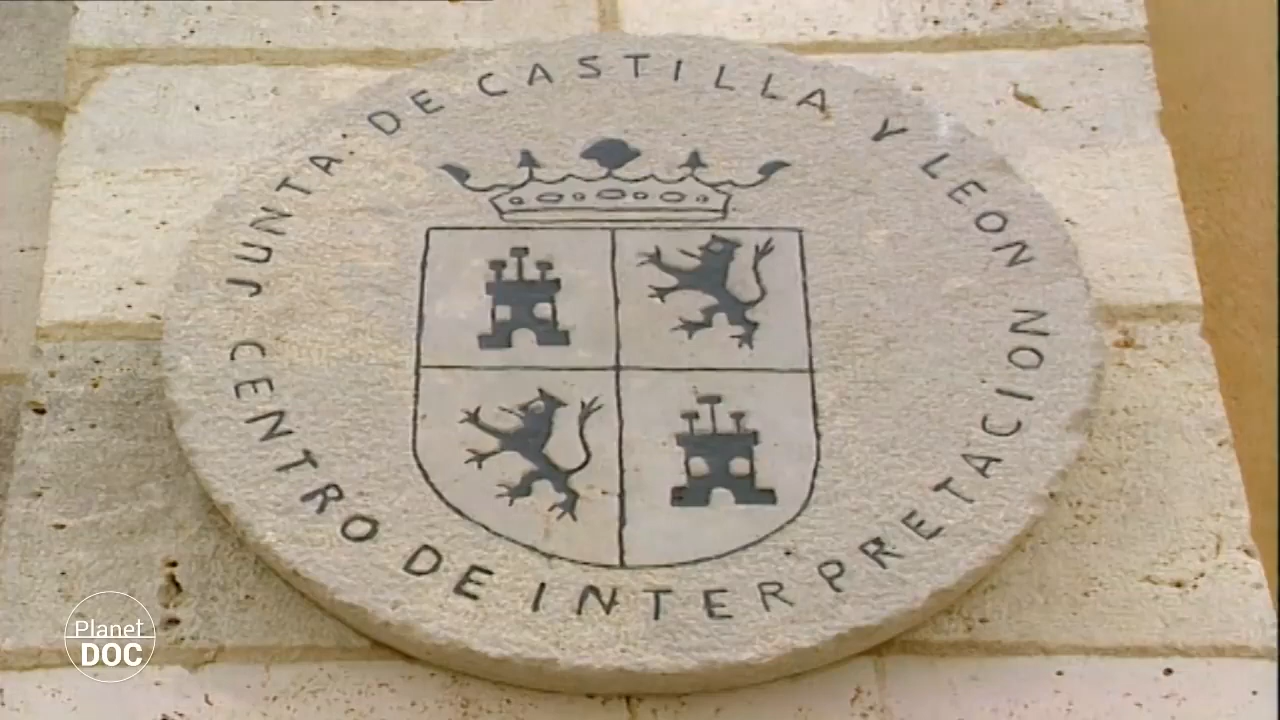 JUNTA DE CASTILLA Y LEON
CENTRO DE INTERPRETACION
Planet
DOC